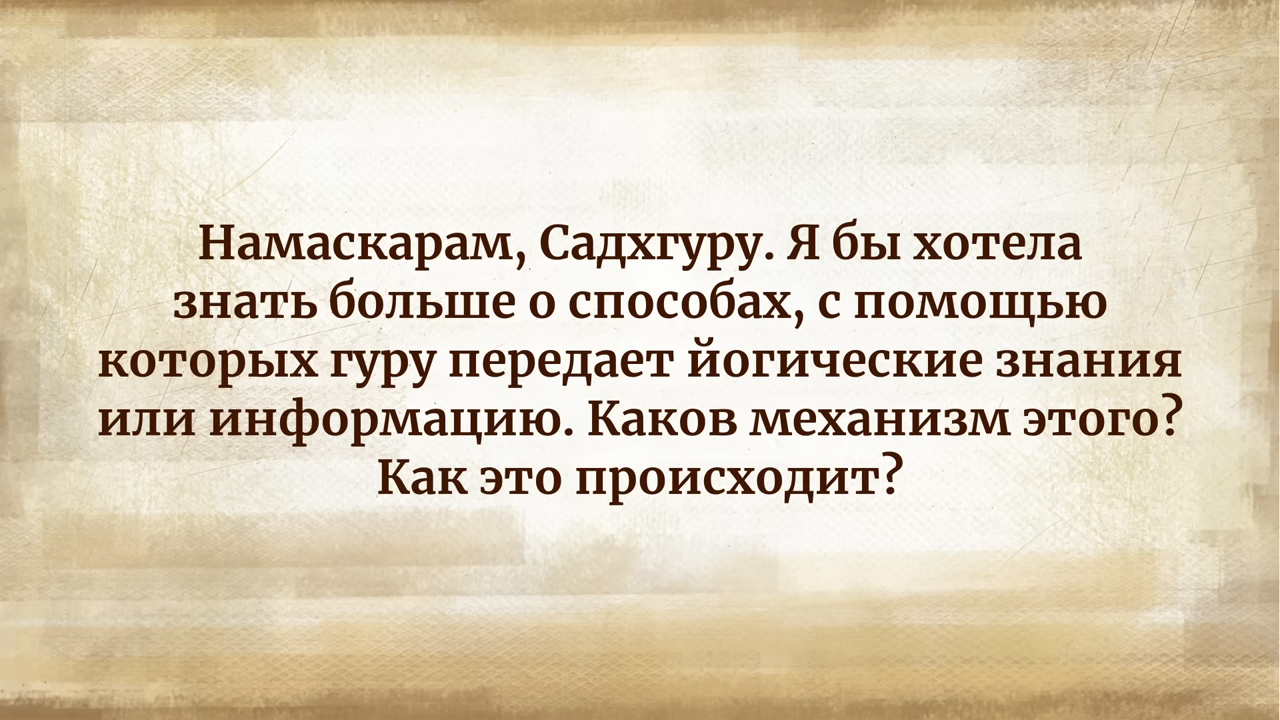 Намаскарам, Садхгуру. Я бы хотела
знать больше о способах, с помощью
которых гуру передает йогические знания
или информацию. Каков механизм этого?
Как это происходит?